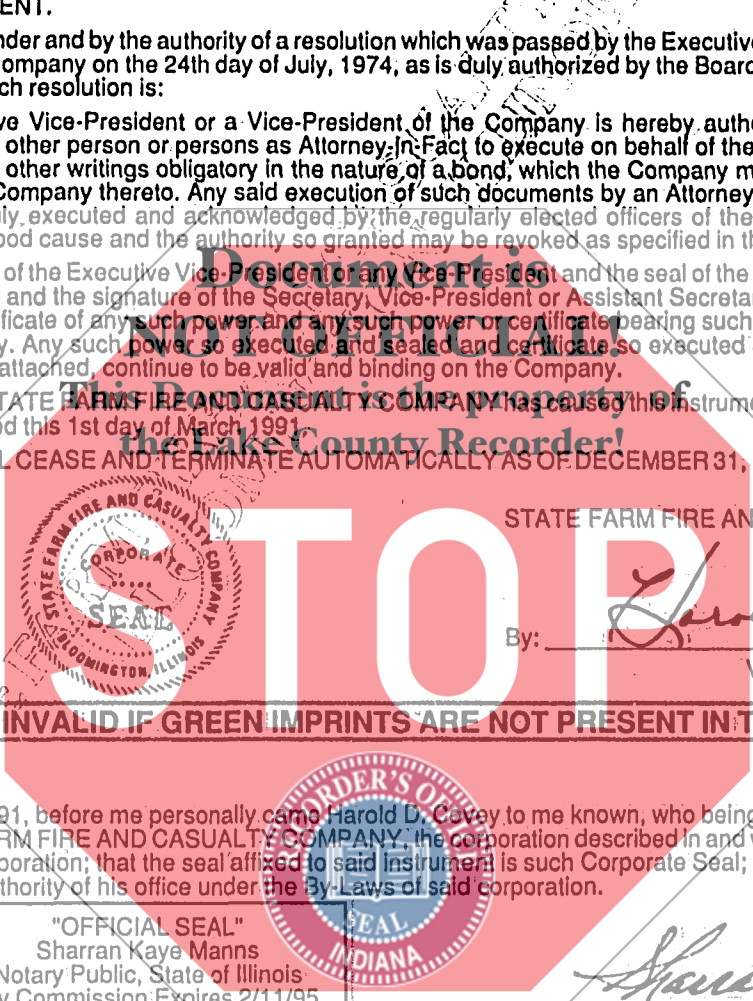 ENT.
nder and by the authority of a resolution which was passed by the Executive
ompany on the 24th day of July, 1974, as is duly authorized by the Board
ch resolution is:
ve Vice-President or a Vice-President of the Company is hereby autho
other person or persons as Attorney-in-Fact to execute on behalf of the
other writings obligatory in the nature of a bond, which the Company m
Company thereto. Any said execution of such documents by an Attorney
ly executed and acknowledged by the regularly elected officers of the
ood cause and the authority so granted may be revoked as specified in th
of the Executive Vice-President or any Vice-President and the seal of the
and the signature of the Secretary, Vice-President or Assistant Secreta
ficate of any such power and any such power or certificate bearing such
y. Any such power so executed and sealed and certificate so executed
attached, continue to be valid and binding on the Company.
TATE FARM FIRE AND CASUALTY COMPANY has caused this instrume
d this 1st day of March 1991.
L CEASE AND TERMINATE AUTOMATICALLY AS OF DECEMBER 31,
Document is
NOT OFFICIAL!
This Document is the property of
the Lake County Recorder!
STOP
STATE FARM FIRE AND CASUALTY COMPANY
CORPORATE
SEAL
BLOOMINGTON, ILLINOIS
STATE FARM FIRE AN
By: Haro
INVALID IF GREEN IMPRINTS ARE NOT PRESENT IN T
91, before me personally came Harold D. Covey to me known, who being
RM FIRE AND CASUALTY COMPANY, the corporation described in and w
poration; that the seal affixed to said instrument is such Corporate Seal;
thority of his office under the By-Laws of said corporation.
RECORDER'S OFFICE
SEAL
INDIANA
"OFFICIAL SEAL"
Sharran Kaye Manns
Notary Public, State of Illinois
y Commission Expires 2/11/95